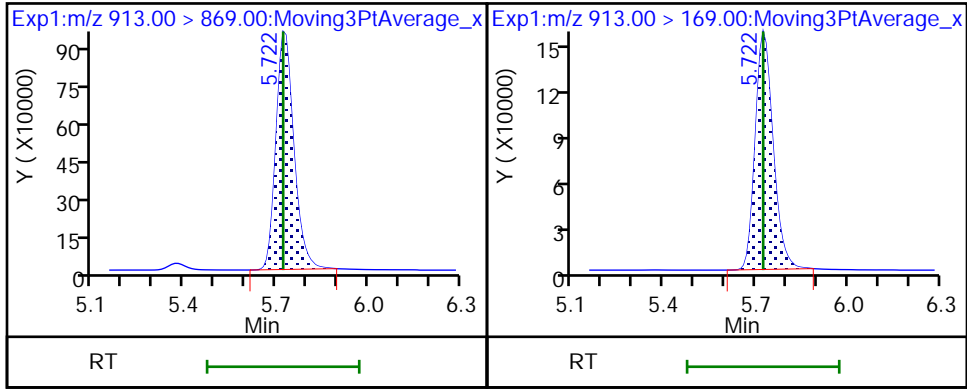 Exp1:m/z 913.00 > 869.00:Moving3PtAverage_x
5.722
Y ( X10000)
90
75
60
45
30
15
0
5.1 5.4 5.7 6.0 6.3
Min
RT
Exp1:m/z 913.00 > 169.00:Moving3PtAverage_x
5.722
Y ( X10000)
15
12
9
6
3
0
5.1 5.4 5.7 6.0 6.3
Min
RT